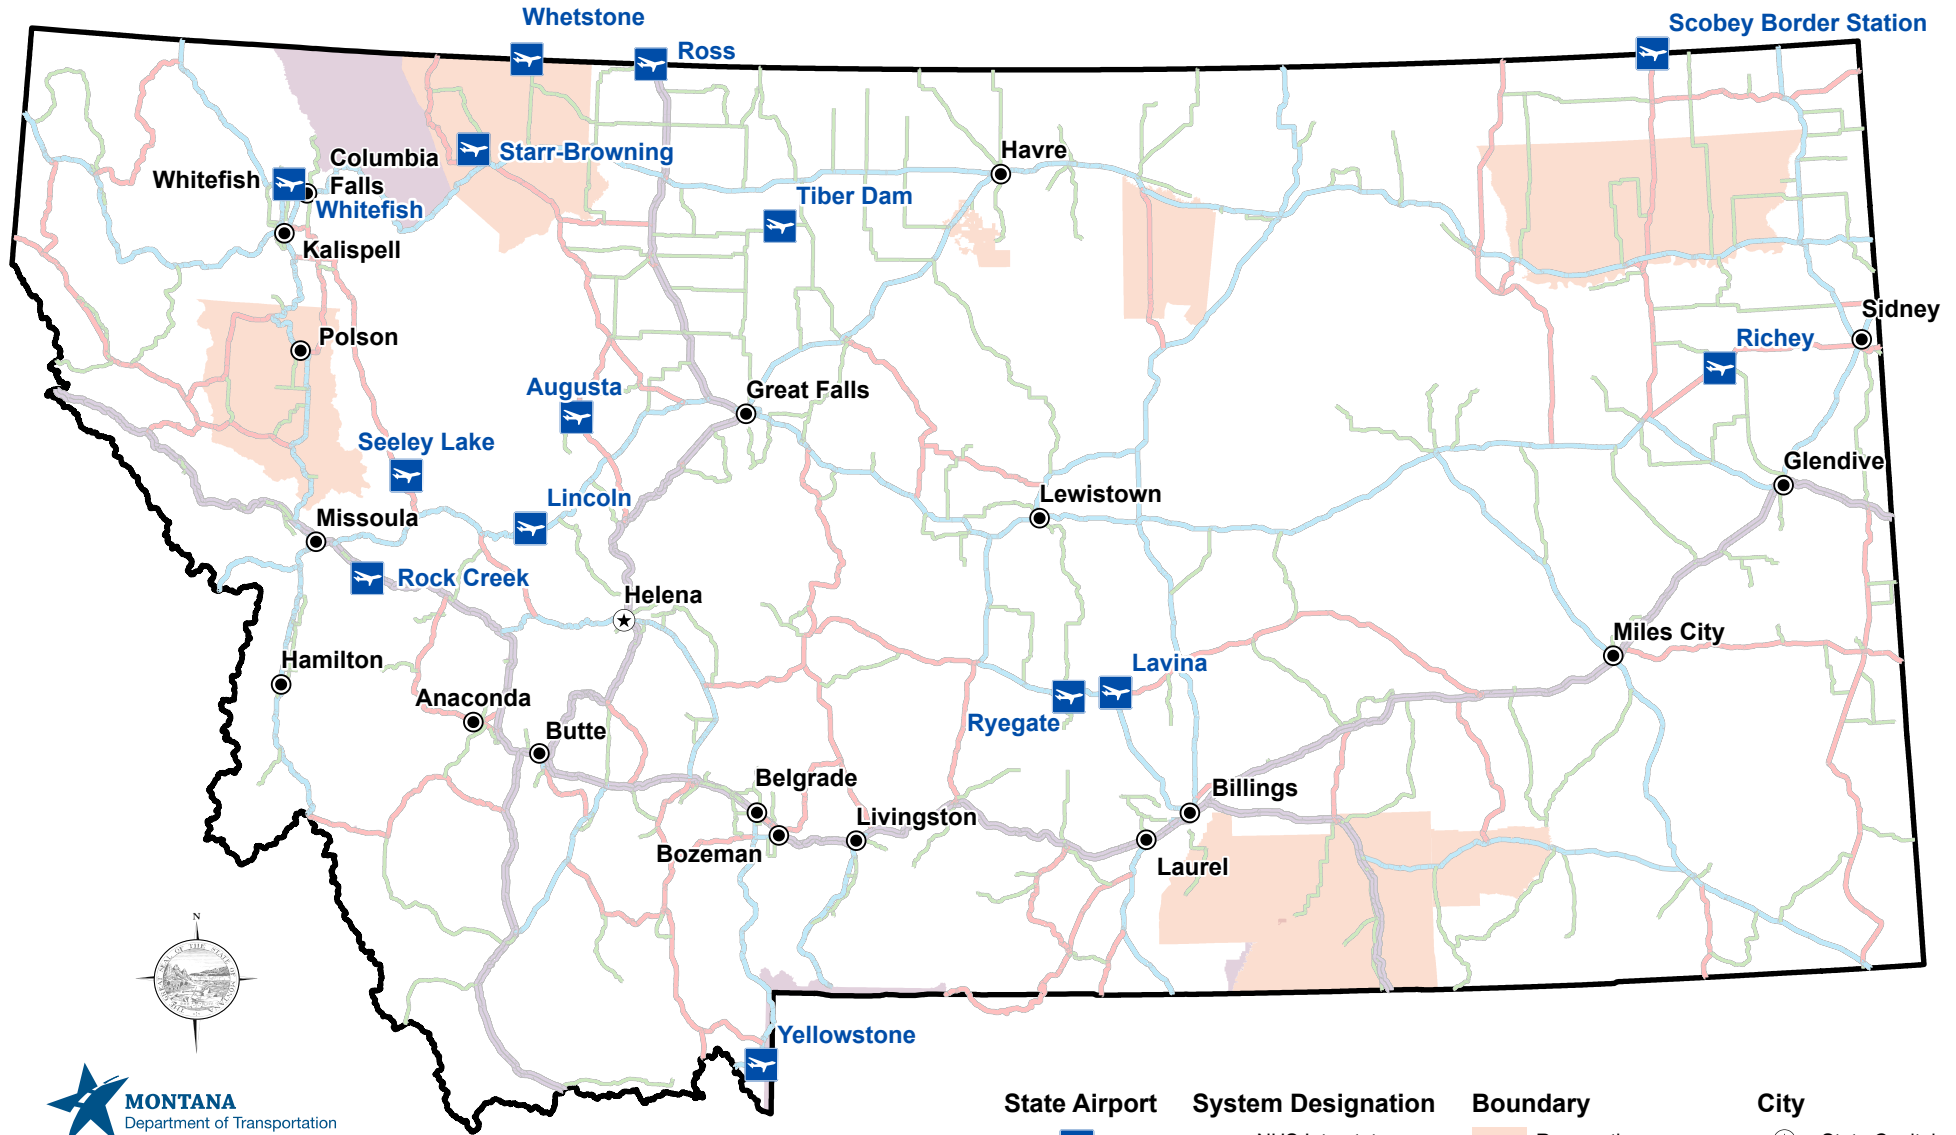 Whetstone
Scobey Border Station
Ross
Starr-Browning
Havre
Columbia
Falls
Whitefish
Whitefish
Tiber Dam
Kalispell
Sidney
Polson
Richey
Augusta
Great Falls
Seeley Lake
Glendive
Lincoln
Lewistown
Missoula
Rock Creek
Helena
Miles City
Hamilton
Lavina
Anaconda
Ryegate
Butte
Belgrade
Billings
Livingston
Bozeman
Laurel
N
Yellowstone
MONTANA
Department of Transportation
State Airport
System Designation
Boundary
City